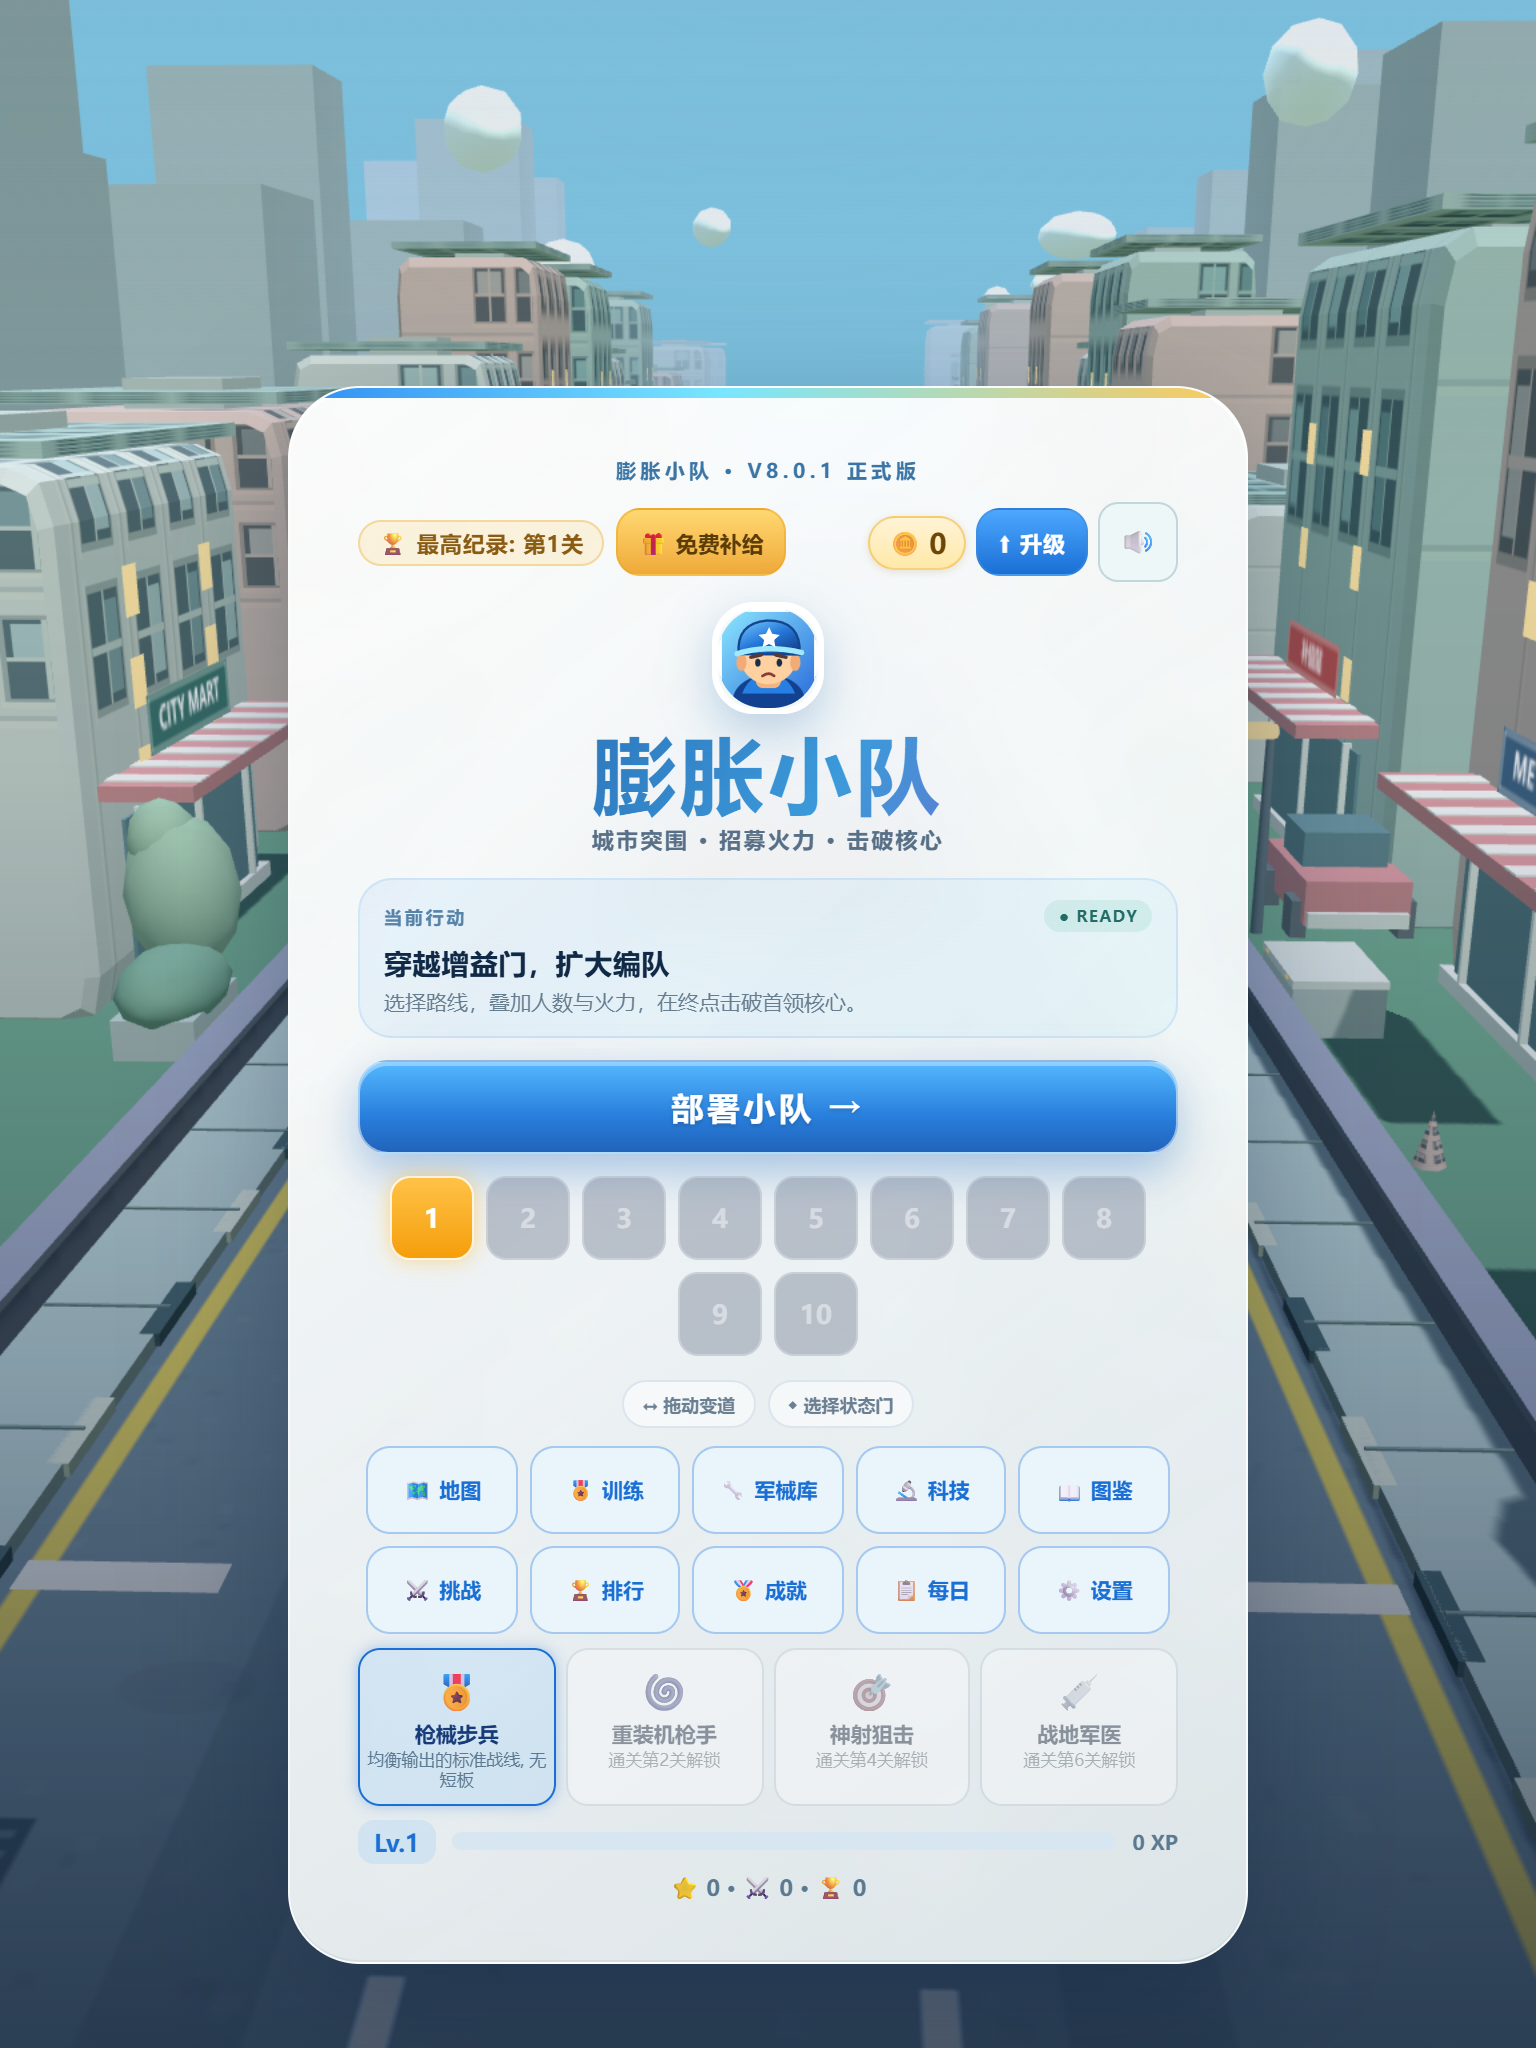 膨胀小队 • V8.0.1 正式版
最高纪录: 第1关
免费补给
0
升级
膨胀小队
城市突围 • 招募火力 • 击破核心
当前行动
• READY
穿越增益门，扩大编队
选择路线，叠加人数与火力，在终点击破首领核心。
部署小队 →
1 2 3 4 5 6 7 8
9 10
↔ 拖动变道
◆ 选择状态门
地图 训练 军械库 科技 图鉴
挑战 排行 成就 每日 设置
枪械步兵
均衡输出的标准战线, 无
短板
重装机枪手
通关第2关解锁
神射狙击
通关第4关解锁
战地军医
通关第6关解锁
Lv.1
0 XP
0 • 0 • 0
CITY MART
ME